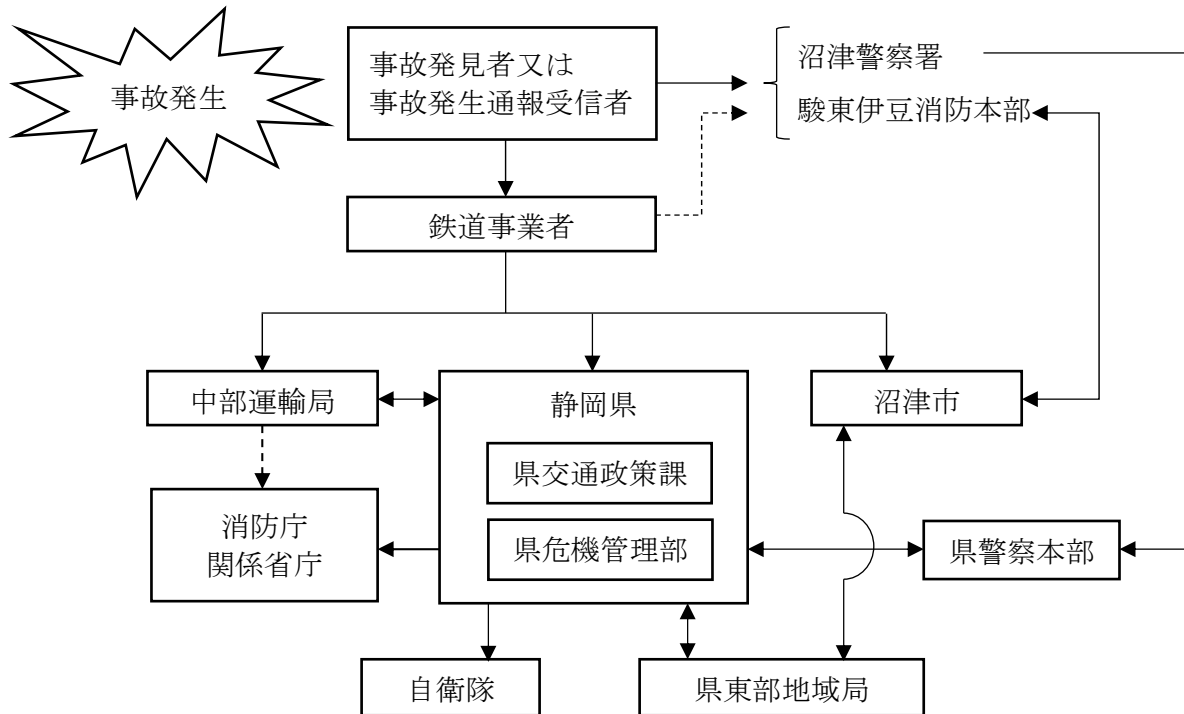 事故発生
事故発見者又は
事故発生通報受信者
沼津警察署
駿東伊豆消防本部
鉄道事業者
中部運輸局
静岡県
沼津市
県交通政策課
消防庁
関係省庁
県危機管理部
県警察本部
自衛隊
県東部地域局